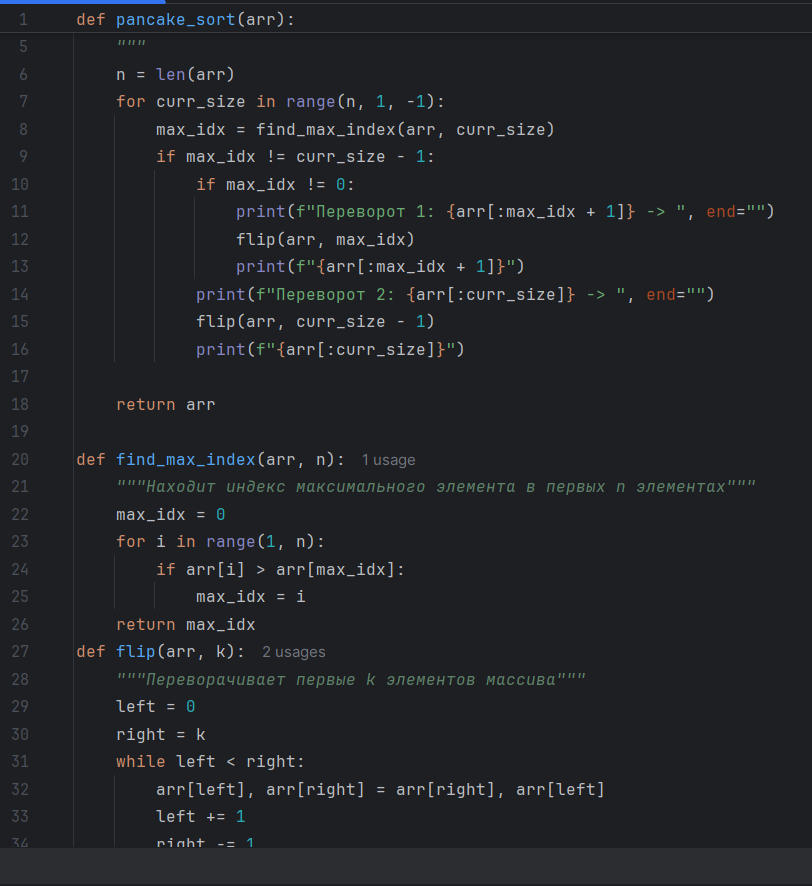 1 def pancake_sort(arr):
5     """
6     n = len(arr)
7     for curr_size in range(n, 1, -1):
8         max_idx = find_max_index(arr, curr_size)
9         if max_idx != curr_size - 1:
10             if max_idx != 0:
11                 print(f"Переворот 1: {arr[:max_idx + 1]} -> ", end="")
12                 flip(arr, max_idx)
13                 print(f"{arr[:max_idx + 1]}")
14             print(f"Переворот 2: {arr[:curr_size]} -> ", end="")
15             flip(arr, curr_size - 1)
16             print(f"{arr[:curr_size]}")
17
18     return arr
19
20 def find_max_index(arr, n): 1 usage
21     """Находит индекс максимального элемента в первых n элементах"""
22     max_idx = 0
23     for i in range(1, n):
24         if arr[i] > arr[max_idx]:
25             max_idx = i
26     return max_idx
27 def flip(arr, k): 2 usages
28     """Переворачивает первые k элементов массива"""
29     left = 0
30     right = k
31     while left < right:
32         arr[left], arr[right] = arr[right], arr[left]
33         left += 1
34         right -= 1